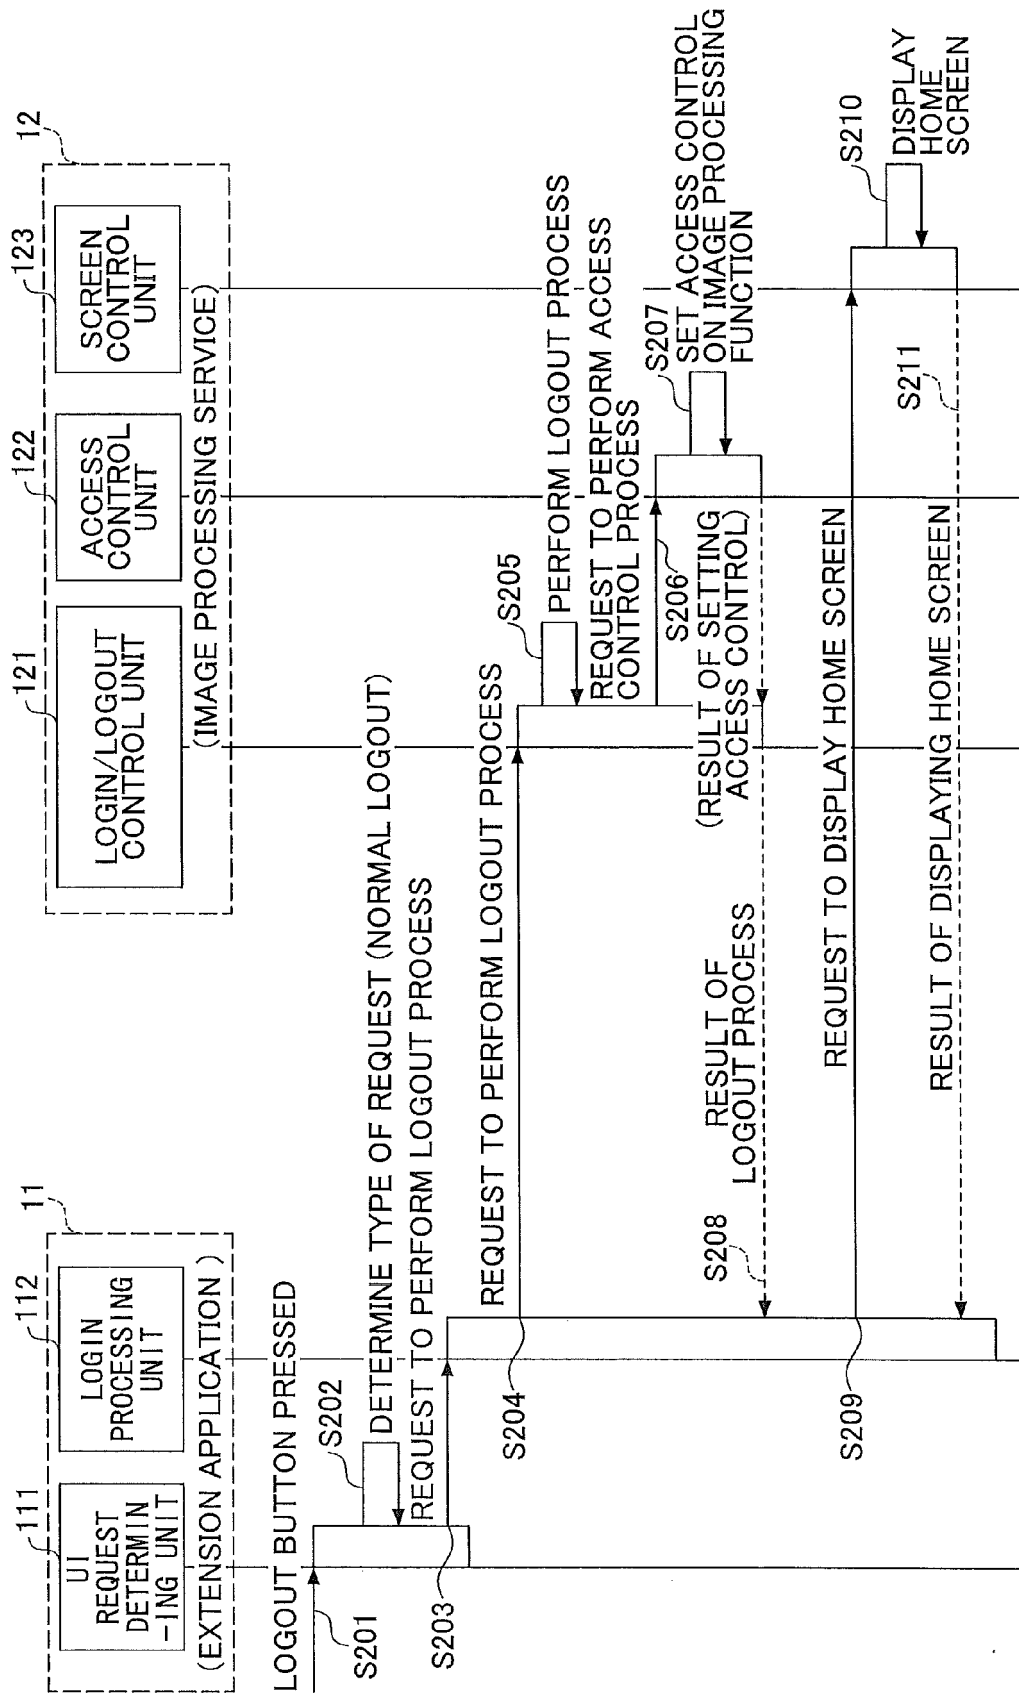 11
111
UI
REQUEST
DETERMIN
-ING UNIT
112
LOGIN
PROCESSING
UNIT
(EXTENSION APPLICATION)
12
121
LOGIN/LOGOUT
CONTROL UNIT
122
ACCESS
CONTROL
UNIT
123
SCREEN
CONTROL
UNIT
(IMAGE PROCESSING SERVICE)
LOGOUT BUTTON PRESSED
S201
S202
DETERMINE TYPE OF REQUEST (NORMAL LOGOUT)
REQUEST TO PERFORM LOGOUT PROCESS
S203
REQUEST TO PERFORM LOGOUT PROCESS
S204
S205
PERFORM LOGOUT PROCESS
REQUEST TO PERFORM ACCESS
CONTROL PROCESS
S206
S207
SET ACCESS CONTROL
ON IMAGE PROCESSING
FUNCTION
(RESULT OF SETTING
ACCESS CONTROL)
RESULT OF
LOGOUT PROCESS
S208
REQUEST TO DISPLAY HOME SCREEN
S209
S210
DISPLAY
HOME
SCREEN
RESULT OF DISPLAYING HOME SCREEN
S211